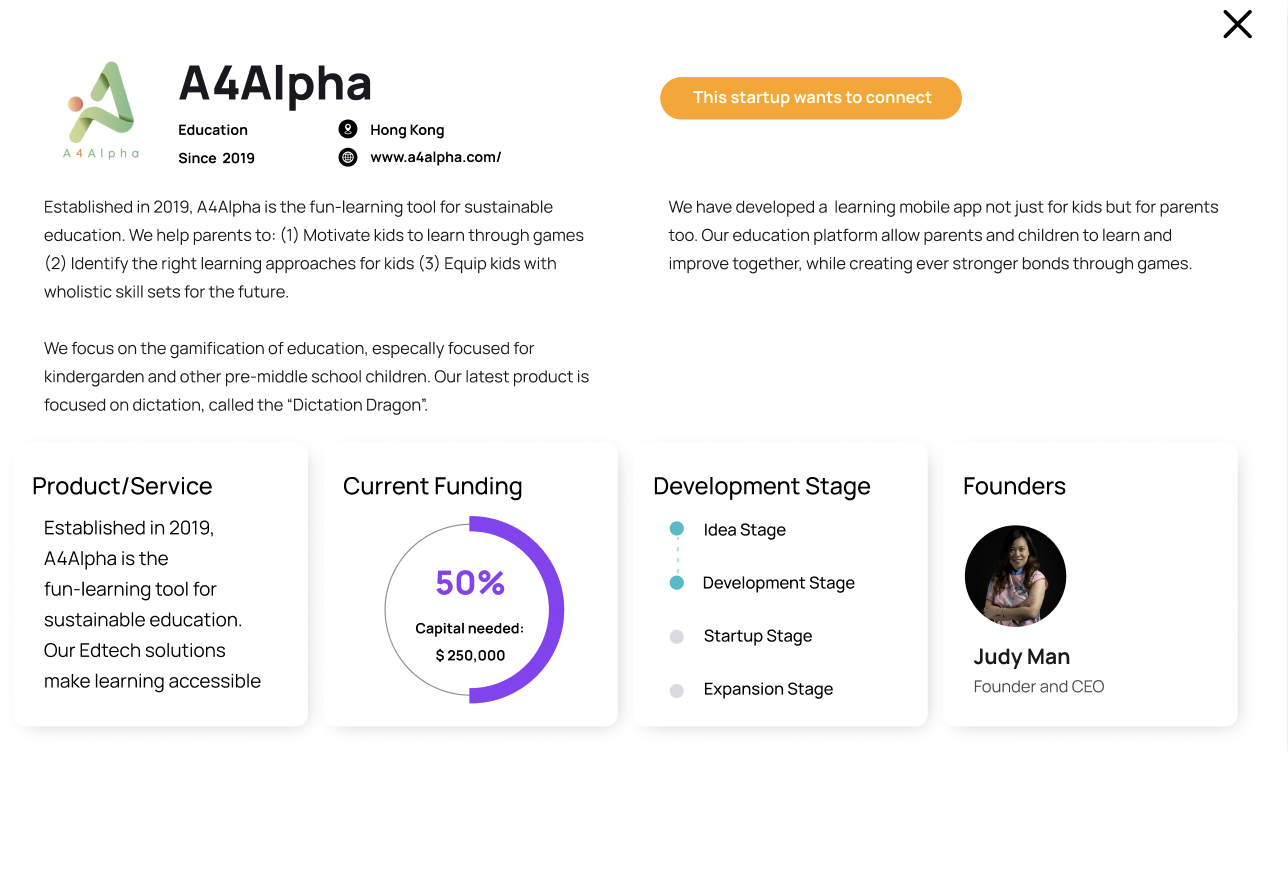 A4Alpha
A4Alpha
Education
Hong Kong
Since 2019
www.a4alpha.com/
This startup wants to connect
Established in 2019, A4Alpha is the fun-learning tool for sustainable
education. We help parents to: (1) Motivate kids to learn through games
(2) Identify the right learning approaches for kids (3) Equip kids with
wholistic skill sets for the future.
We focus on the gamification of education, especially focused for
kindergarden and other pre-middle school children. Our latest product is
focused on dictation, called the “Dictation Dragon”.
We have developed a learning mobile app not just for kids but for parents
too. Our education platform allow parents and children to learn and
improve together, while creating ever stronger bonds through games.
Product/Service
Established in 2019,
A4Alpha is the
fun-learning tool for
sustainable education.
Our Edtech solutions
make learning accessible
Current Funding
50%
Capital needed:
$ 250,000
Development Stage
Idea Stage
Development Stage
Startup Stage
Expansion Stage
Founders
Judy Man
Founder and CEO